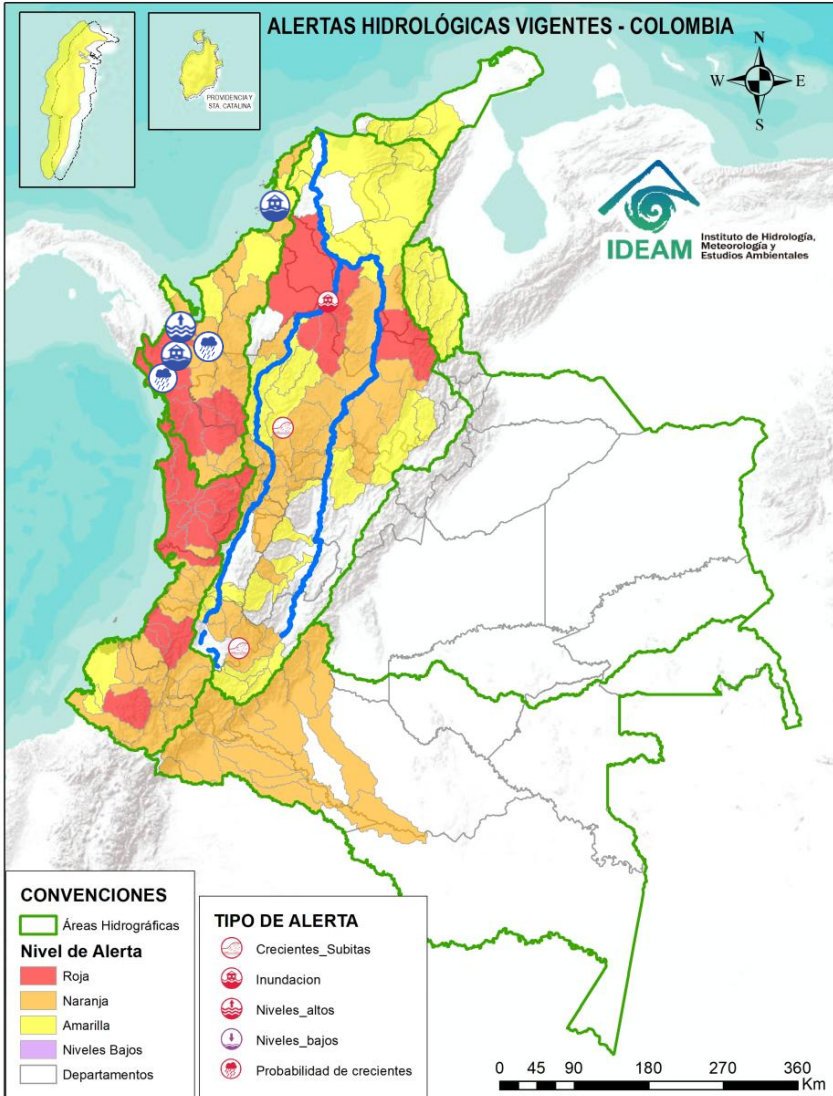 ALERTAS HIDROLÓGICAS VIGENTES - COLOMBIA
PROVIDENCIA Y
STA. CATALINA
N
W
E
S
IDEAM
Instituto de Hidrología,
Meteorología y
Estudios Ambientales
CONVENCIONES
Áreas Hidrográficas
Nivel de Alerta
Roja
Naranja
Amarilla
Niveles Bajos
Departamentos
TIPO DE ALERTA
Crecientes_Subitas
Inundacion
Niveles_altos
Niveles_bajos
Probabilidad de crecientes
0 45 90 180 270 360
Km